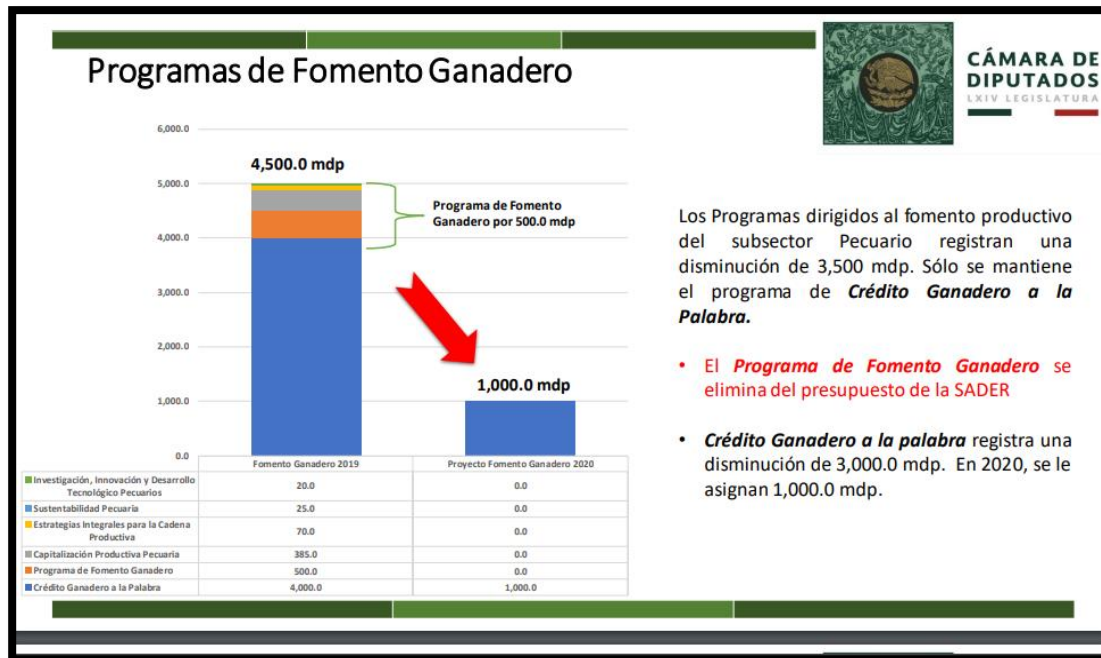 Programas de Fomento Ganadero
CÁMARA DE
DIPUTADOS
LXIV LEGISLATURA
6,000.0
5,000.0
4,000.0
3,000.0
2,000.0
1,000.0
0.0
4,500.0 mdp
Programa de Fomento
Ganadero por 500.0 mdp
1,000.0 mdp
Fomento Ganadero 2019
Proyecto Fomento Ganadero 2020
Investigación, Innovación y Desarrollo
Tecnológico Pecuarios
20.0
0.0
Sustentabilidad Pecuaria
25.0
0.0
Estrategias Integrales para la Cadena
Productiva
70.0
0.0
Capitalización Productiva Pecuaria
385.0
0.0
Programa de Fomento Ganadero
500.0
0.0
Crédito Ganadero a la Palabra
4,000.0
1,000.0
Los Programas dirigidos al fomento productivo
del subsector Pecuario registran una
disminución de 3,500 mdp. Sólo se mantiene
el programa de Crédito Ganadero a la
Palabra.
• El Programa de Fomento Ganadero se
elimina del presupuesto de la SADER
• Crédito Ganadero a la palabra registra una
disminución de 3,000.0 mdp. En 2020, se le
asignan 1,000.0 mdp.